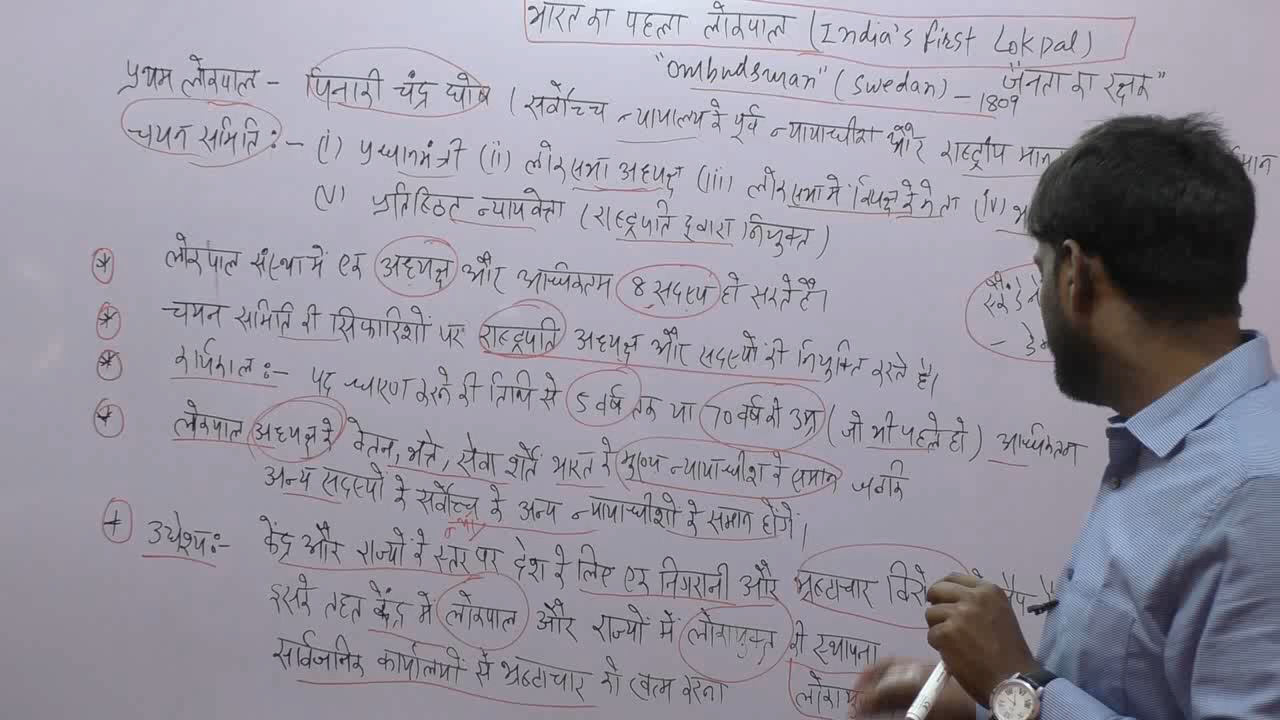 भारत का पहला लोकपाल (India's first Lokpal)
"Ombudsman" (Swedan) – 1809 "जनता का रक्षक"
प्रथम लोकपाल – पिनाकी चंद्र घोष (सर्वोच्च न्यायालय के पूर्व न्यायाधीश और राष्ट्रीय मान
चयन समिति :- (i) प्रधानमंत्री (ii) लोकसभा अध्यक्ष (iii) लोकसभा में विपक्ष के नेता (iv)
(V) प्रतिष्ठित न्यायवेत्ता (राष्ट्रपति द्वारा नियुक्त)
* लोकपाल संस्था में एक अध्यक्ष और अधिकतम 8 सदस्य हो सकते है।
* चयन समिति की सिफारिशों पर राष्ट्रपति अध्यक्ष और सदस्यों की नियुक्ति करते है।
* कार्यकाल :- पद धारण करने की तिथि से 5 वर्ष तक या 70 वर्ष की उम्र (जो भी पहले हो) अधिकतम
* लोकपाल अध्यक्ष के वेतन, भत्ते, सेवा शर्तें भारत के मुख्य न्यायाधीश के समान जबकि
अन्य सदस्यों के सर्वोच्च के अन्य न्यायाधीशों के समान होंगे।
* उद्येश्य :- केंद्र और राज्यों के स्तर पर देश के लिए एक निगरानी और भ्रष्टाचार
इसके तहत केंद्र में लोकपाल और राज्यों में लोकायुक्त की स्थापना
सार्वजनिक कार्यालयों से भ्रष्टाचार को खत्म करना